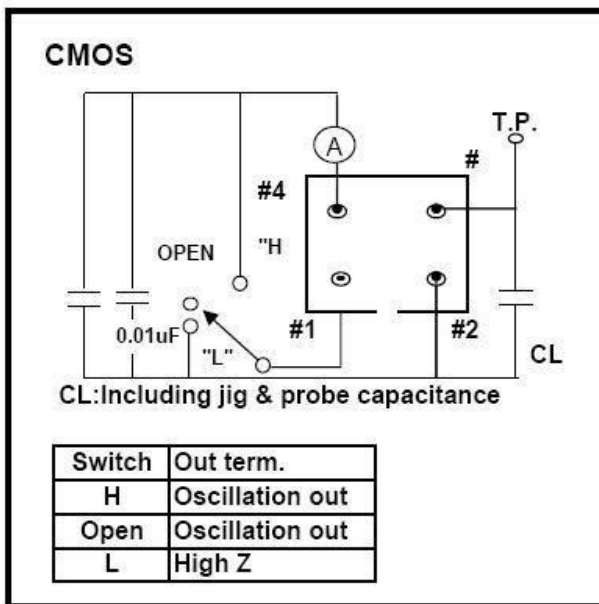 CMOS
T.P.
A
#
#4
OPEN
"H
0.01uF
"L"
#1
#2
CL
CL:Including jig & probe capacitance
Switch Out term.
H Oscillation out
Open Oscillation out
L High Z